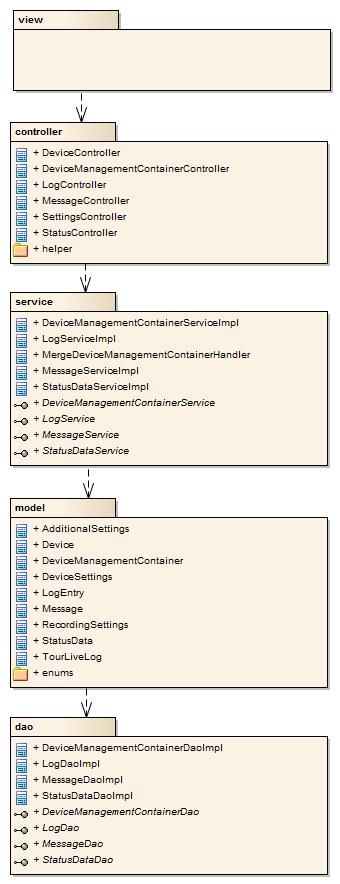 view
controller
+ DeviceController
+ DeviceManagementContainerController
+ LogController
+ MessageController
+ SettingsController
+ StatusController
+ helper
service
+ DeviceManagementContainerServiceImpl
+ LogServiceImpl
+ MergeDeviceManagementContainerHandler
+ MessageServiceImpl
+ StatusDataServiceImpl
+ DeviceManagementContainerService
+ LogService
+ MessageService
+ StatusDataService
model
+ AdditionalSettings
+ Device
+ DeviceManagementContainer
+ DeviceSettings
+ LogEntry
+ Message
+ RecordingSettings
+ StatusData
+ TourLiveLog
+ enums
dao
+ DeviceManagementContainerDaoImpl
+ LogDaoImpl
+ MessageDaoImpl
+ StatusDataDaoImpl
+ DeviceManagementContainerDao
+ LogDao
+ MessageDao
+ StatusDataDao